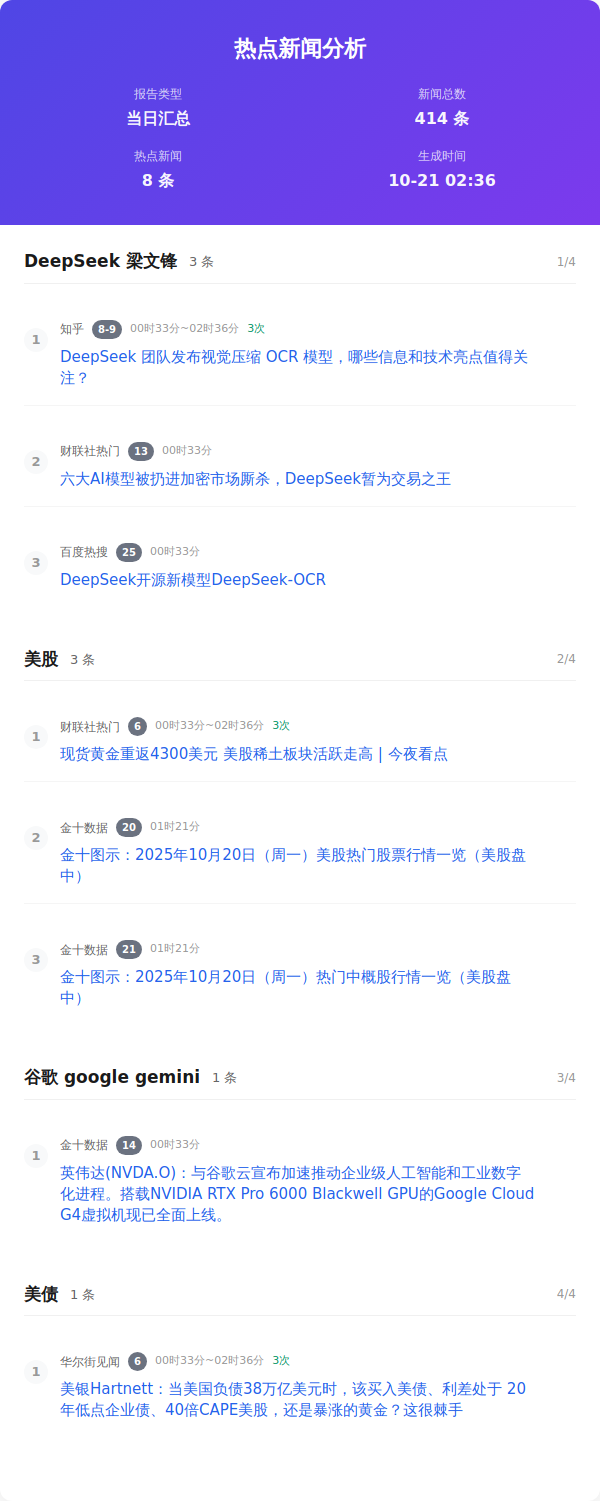 热点新闻分析
报告类型
当日汇总
新闻总数
414 条
热点新闻
8 条
生成时间
10-21 02:36
DeepSeek 梁文锋 3 条 1/4
1 知乎 8-9 00时33分~02时36分 3次
DeepSeek 团队发布视觉压缩 OCR 模型，哪些信息和技术亮点值得关
注？
2 财联社热门 13 00时33分
六大AI模型被扔进加密市场厮杀，DeepSeek暂为交易之王
3 百度热搜 25 00时33分
DeepSeek开源新模型DeepSeek-OCR
美股 3 条 2/4
1 财联社热门 6 00时33分~02时36分 3次
现货黄金重返4300美元 美股稀土板块活跃走高 | 今夜看点
2 金十数据 20 01时21分
金十图示：2025年10月20日（周一）美股热门股票行情一览（美股盘
中）
3 金十数据 21 01时21分
金十图示：2025年10月20日（周一）热门中概股行情一览（美股盘
中）
谷歌 google gemini 1 条 3/4
1 金十数据 14 00时33分
英伟达(NVDA.O)：与谷歌云宣布加速推动企业级人工智能和工业数字
化进程。搭载NVIDIA RTX Pro 6000 Blackwell GPU的Google Cloud
G4虚拟机现已全面上线。
美债 1 条 4/4
1 华尔街见闻 6 00时33分~02时36分 3次
美银Hartnett：当美国负债38万亿美元时，该买入美债、利差处于 20
年低点企业债、40倍CAPE美股，还是暴涨的黄金？这很棘手